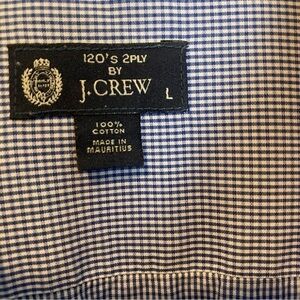 120'S 2PLY
BY
J.CREW
L
100%
COTTON
MADE IN
MAURITIUS